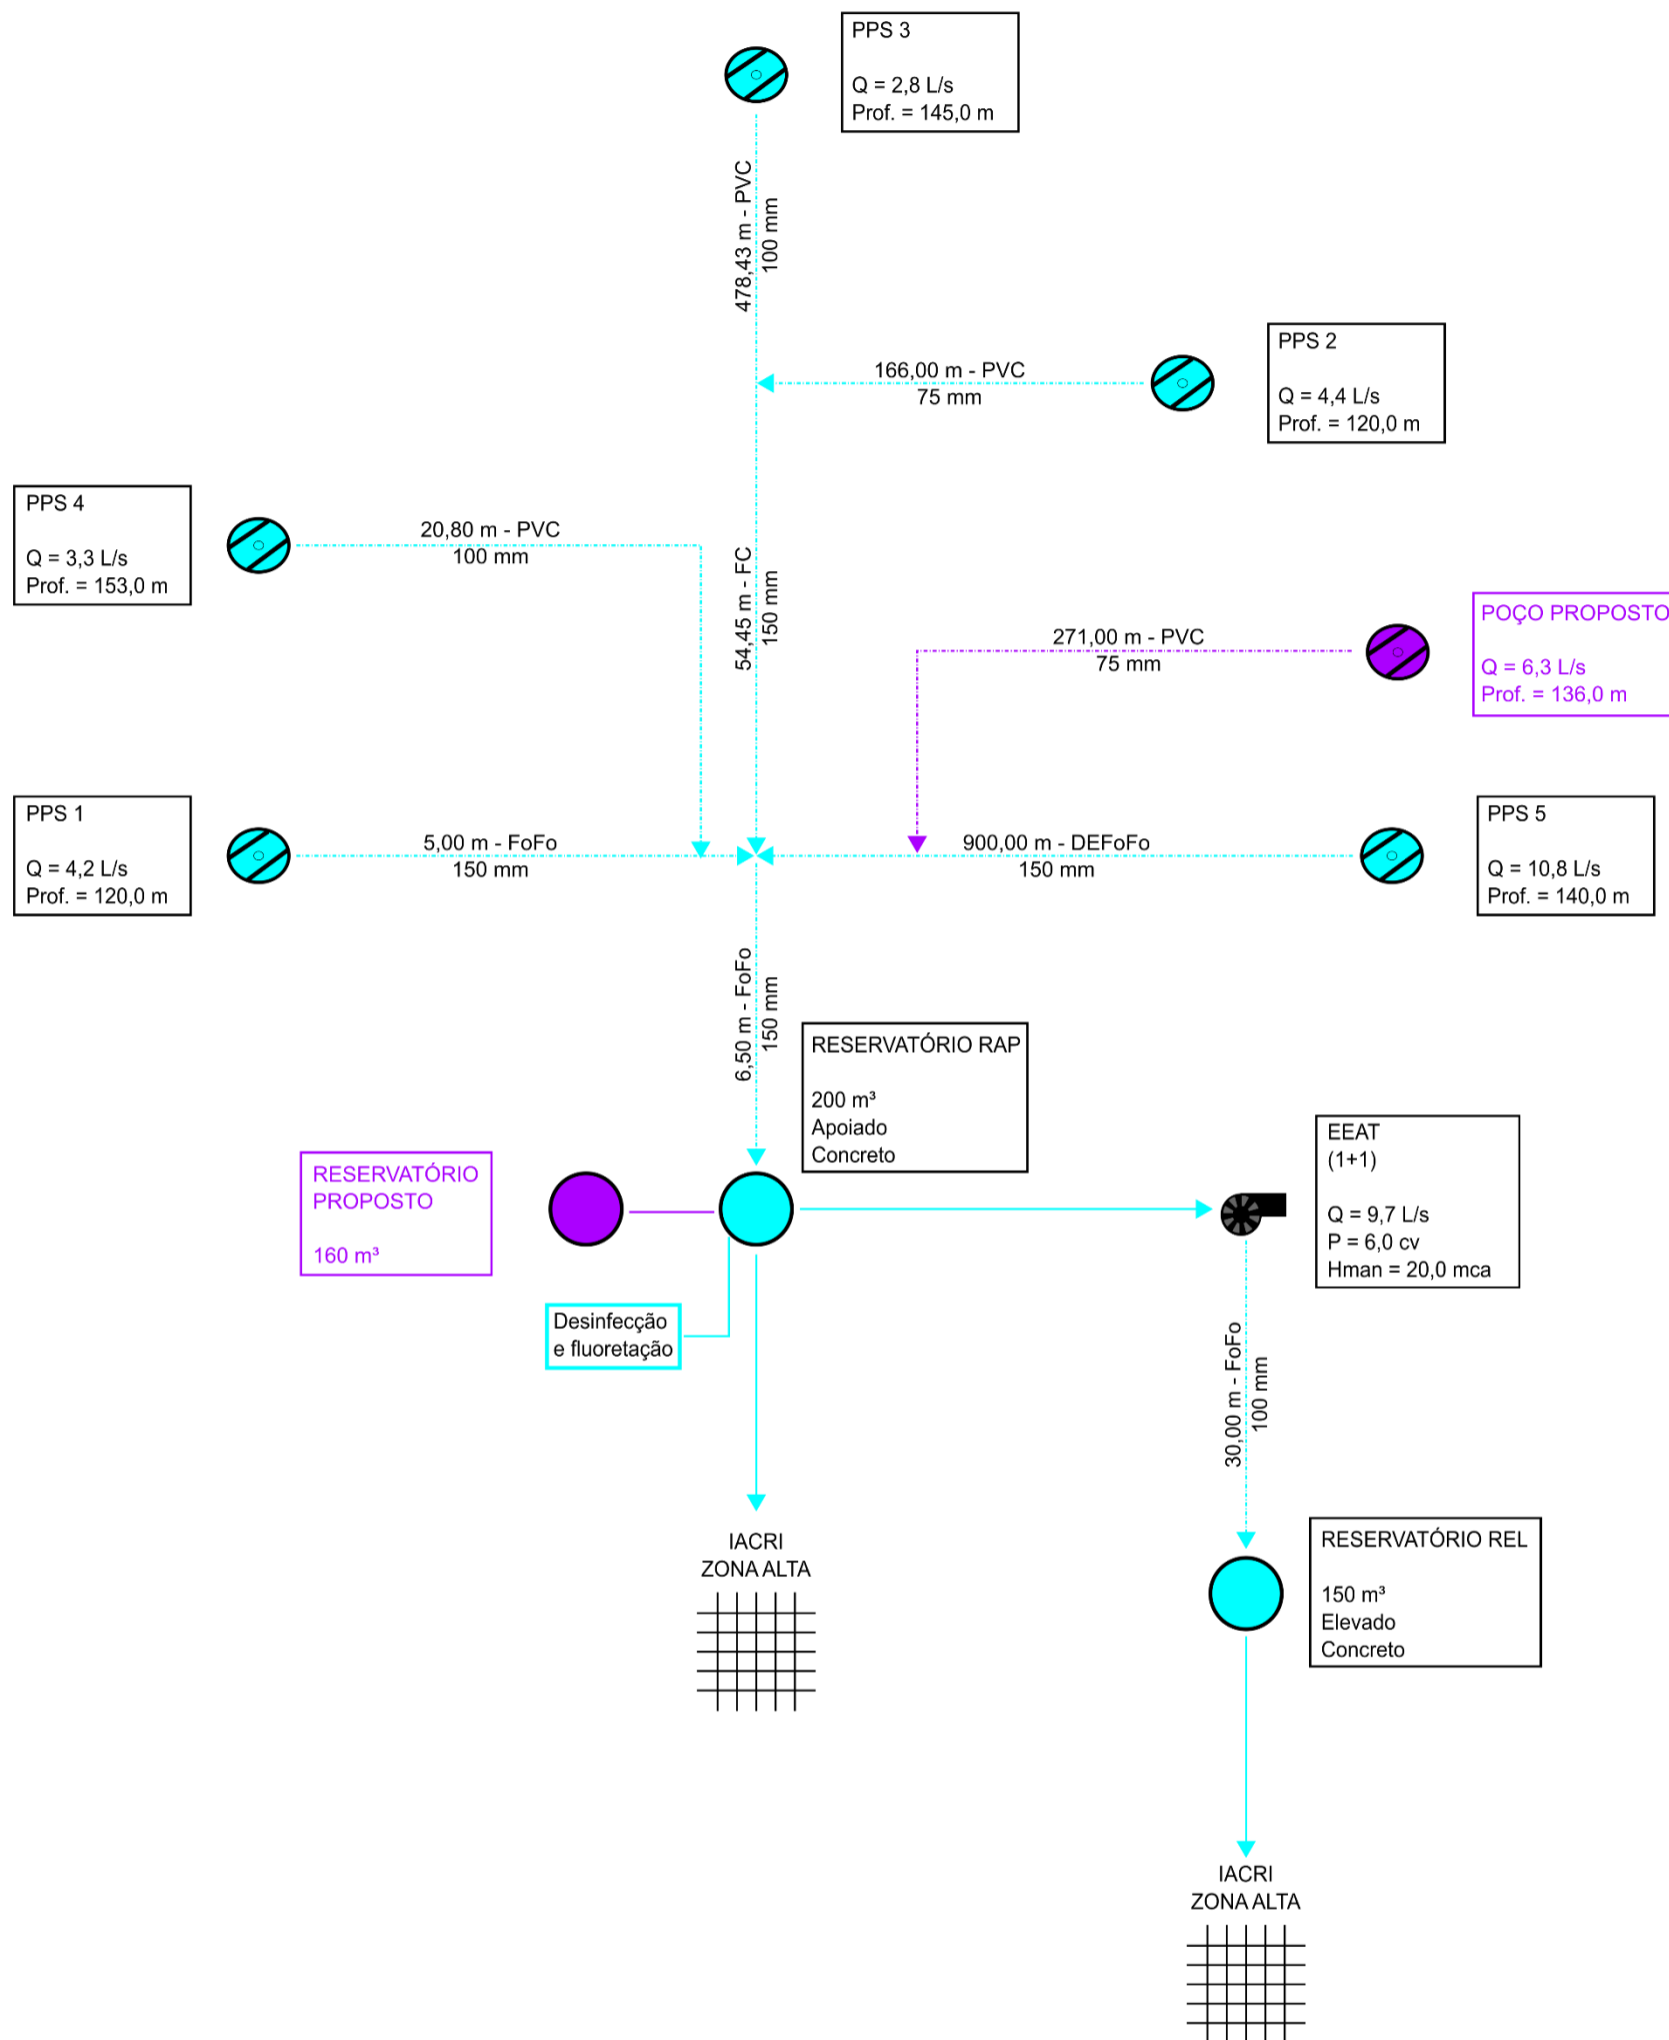 PPS 3
Q = 2,8 L/s
Prof. = 145,0 m
478,43 m - PVC
100 mm
PPS 2
Q = 4,4 L/s
Prof. = 120,0 m
166,00 m - PVC
75 mm
PPS 4
Q = 3,3 L/s
Prof. = 153,0 m
20,80 m - PVC
100 mm
54,45 m - FC
150 mm
POÇO PROPOSTO
Q = 6,3 L/s
Prof. = 136,0 m
271,00 m - PVC
75 mm
PPS 1
Q = 4,2 L/s
Prof. = 120,0 m
5,00 m - FoFo
150 mm
900,00 m - DEFoFo
150 mm
PPS 5
Q = 10,8 L/s
Prof. = 140,0 m
6,50 m - FoFo
150 mm
RESERVATÓRIO RAP
200 m³
Apoiado
Concreto
RESERVATÓRIO
PROPOSTO
160 m³
EEAT
(1+1)
Q = 9,7 L/s
P = 6,0 cv
Hman = 20,0 mca
Desinfecção
e fluoretação
30,00 m - FoFo
100 mm
IACRI
ZONA ALTA
RESERVATÓRIO REL
150 m³
Elevado
Concreto
IACRI
ZONA ALTA